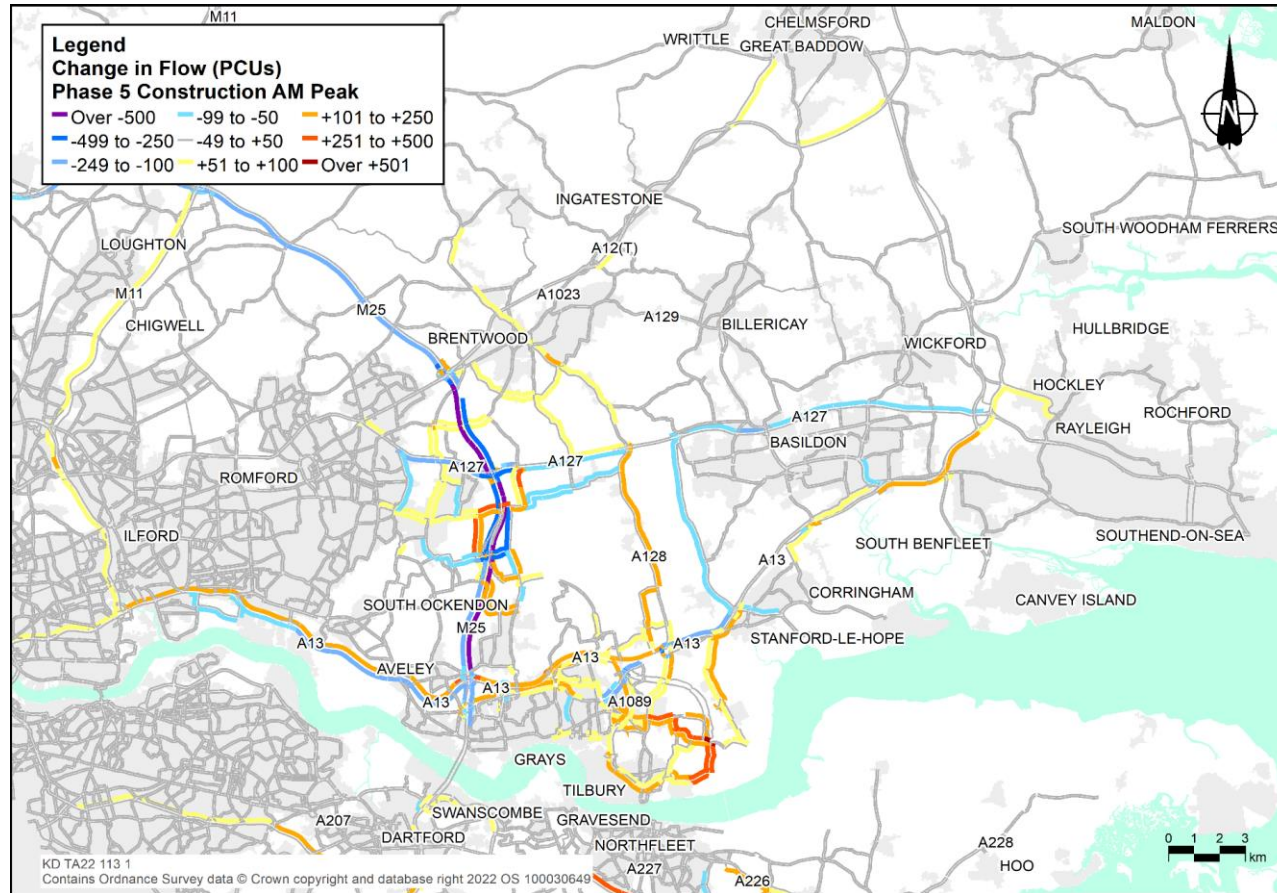 M11
CHELMSFORD
MALDON
WRITTLE
GREAT BADDOW
Legend
Change in Flow (PCUs)
Phase 5 Construction AM Peak
Over -500
-99 to -50
+101 to +250
-499 to -250
-49 to +50
+251 to +500
-249 to -100
+51 to +100
Over +501
N
INGATESTONE
SOUTH WOODHAM FERRERS
LOUGHTON
A12(T)
M11
M25
A1023
CHIGWELL
A129
BILLERICAY
HULLBRIDGE
BRENTWOOD
WICKFORD
HOCKLEY
ROCHFORD
A127
RAYLEIGH
BASILDON
A127
A127
ROMFORD
ILFORD
SOUTHEND-ON-SEA
SOUTH BENFLEET
A128
A13
CORRINGHAM
CANVEY ISLAND
SOUTH OCKENDON
M25
STANFORD-LE-HOPE
A13
A13
A13
AVELEY
A13
A13
A1089
GRAYS
TILBURY
SWANSCOMBE
GRAVESEND
A207
DARTFORD
NORTHFLEET
A228
HOO
A227
A226
0 1 2 3
km
KD TA22 113 1
Contains Ordnance Survey data © Crown copyright and database right 2022 OS 100030649